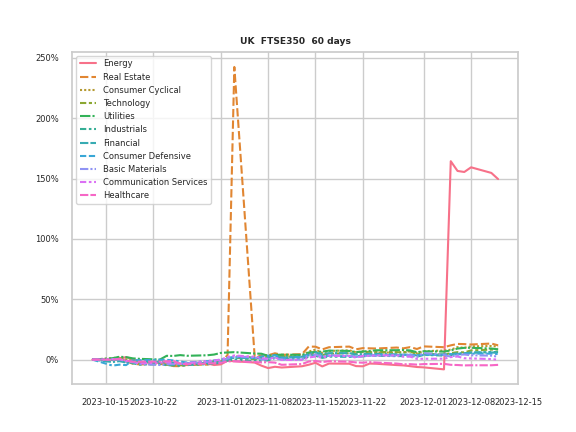 UK FTSE350 60 days
250%
200%
150%
100%
50%
0%
Energy
Real Estate
Consumer Cyclical
Technology
Utilities
Industrials
Financial
Consumer Defensive
Basic Materials
Communication Services
Healthcare
2023-10-15 2023-10-22 2023-11-01 2023-11-08 2023-11-15 2023-11-22 2023-12-01 2023-12-08 2023-12-15